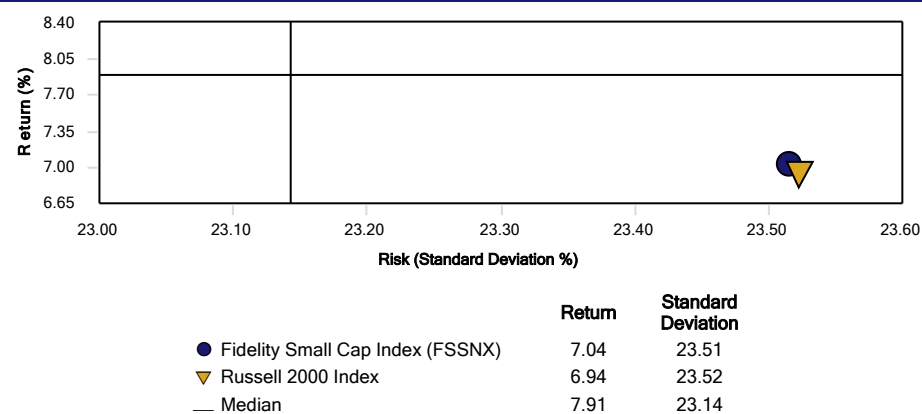 8.40
8.05
7.70
7.35
7.00
6.65
Return (%)
23.00 23.10 23.20 23.30 23.40 23.50 23.60
Risk (Standard Deviation %)
Return Standard Deviation
Fidelity Small Cap Index (FSSNX) 7.04 23.51
Russell 2000 Index 6.94 23.52
Median 7.91 23.14